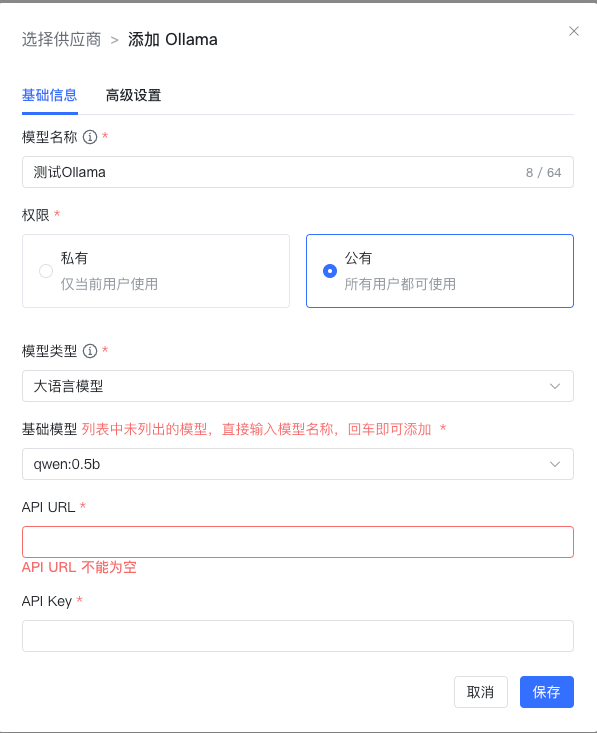 选择供应商 > 添加 Ollama
基础信息 高级设置
模型名称 *
测试Ollama 8 / 64
权限 *
私有
仅当前用户使用
公有
所有用户都可使用
模型类型 *
大语言模型
基础模型 列表中未列出的模型，直接输入模型名称，回车即可添加 *
qwen:0.5b
API URL *
API URL 不能为空
API Key *
取消 保存